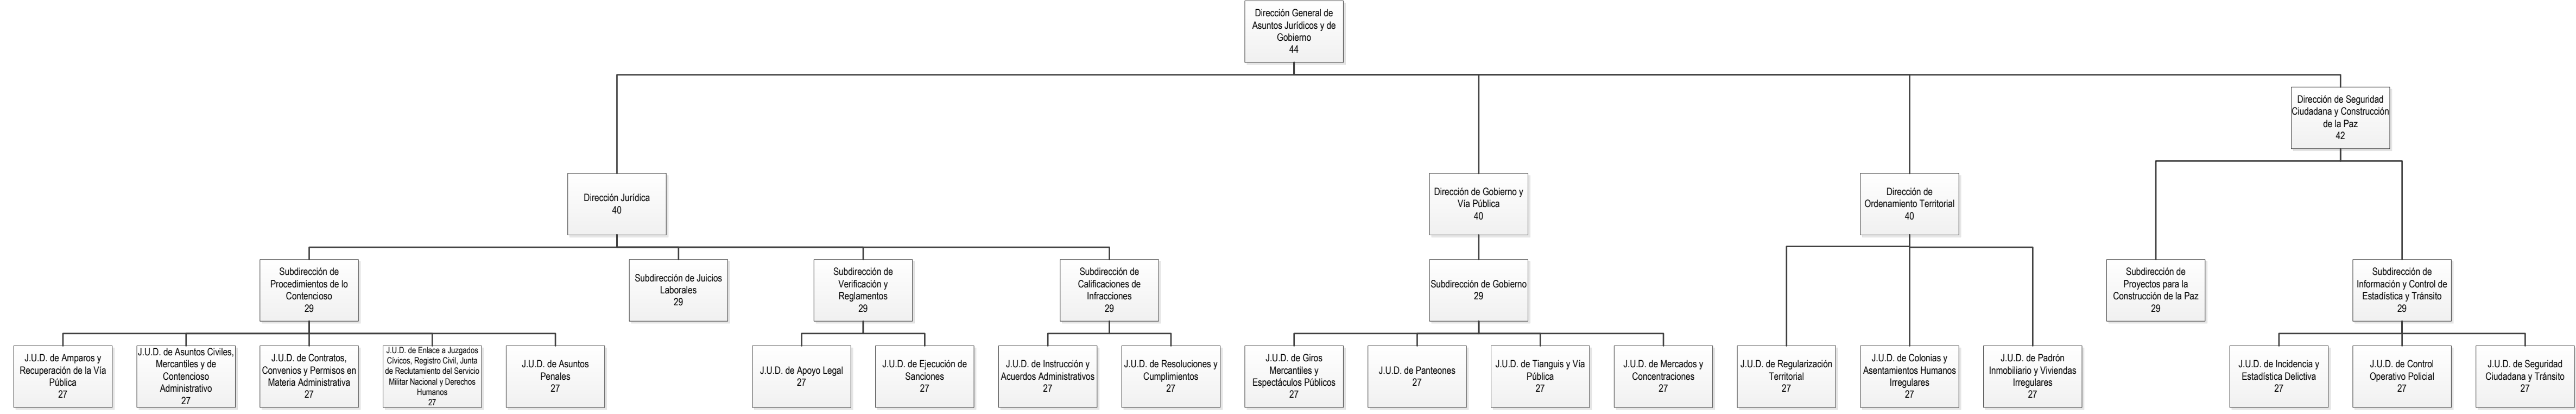 Dirección General de
Asuntos Jurídicos y de
Gobierno
44
Dirección de Seguridad
Ciudadana y Construcción
de la Paz
42
Dirección Jurídica
40
Dirección de Gobierno y
Vía Pública
40
Dirección de
Ordenamiento Territorial
40
Subdirección de
Procedimientos de lo
Contencioso
29
Subdirección de Juicios
Laborales
29
Subdirección de
Verificación y
Reglamentos
29
Subdirección de
Calificaciones de
Infracciones
29
Subdirección de Gobierno
29
Subdirección de
Proyectos para la
Construcción de la Paz
29
Subdirección de
Información y Control de
Estadística y Tránsito
29
J.U.D. de Amparos y
Recuperación de la Vía
Pública
27
J.U.D. de Asuntos Civiles,
Mercantiles y de
Contencioso
Administrativo
27
J.U.D. de Contratos,
Convenios y Permisos en
Materia Administrativa
27
J.U.D. de Enlace a Juzgados
Cívicos, Registro Civil, Junta
de Reclutamiento del Servicio
Militar Nacional y Derechos
Humanos
27
J.U.D. de Asuntos
Penales
27
J.U.D. de Apoyo Legal
27
J.U.D. de Ejecución de
Sanciones
27
J.U.D. de Instrucción y
Acuerdos Administrativos
27
J.U.D. de Resoluciones y
Cumplimientos
27
J.U.D. de Giros
Mercantiles y
Espectáculos Públicos
27
J.U.D. de Panteones
27
J.U.D. de Tianguis y Vía
Pública
27
J.U.D. de Mercados y
Concentraciones
27
J.U.D. de Regularización
Territorial
27
J.U.D. de Colonias y
Asentamientos Humanos
Irregulares
27
J.U.D. de Padrón
Inmobiliario y Viviendas
Irregulares
27
J.U.D. de Incidencia y
Estadística Delictiva
27
J.U.D. de Control
Operativo Policial
27
J.U.D. de Seguridad
Ciudadana y Tránsito
27